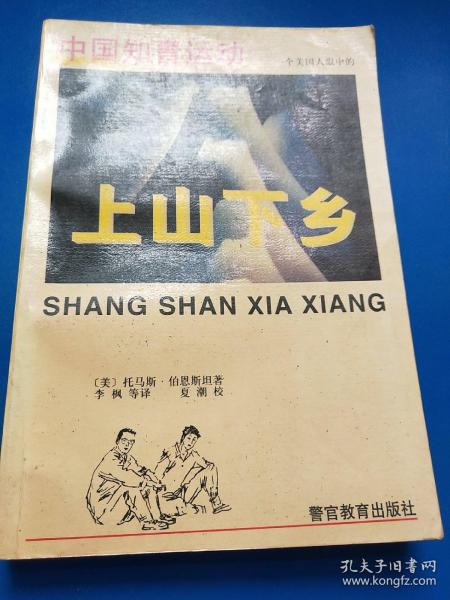 中国知青运动
一个美国人眼中的
上山下乡
SHANG SHAN XIA XIANG
〔美〕托马斯·伯恩斯坦著
李枫等译 夏潮校
警官教育出版社
孔夫子旧书网
www.kongfz.com